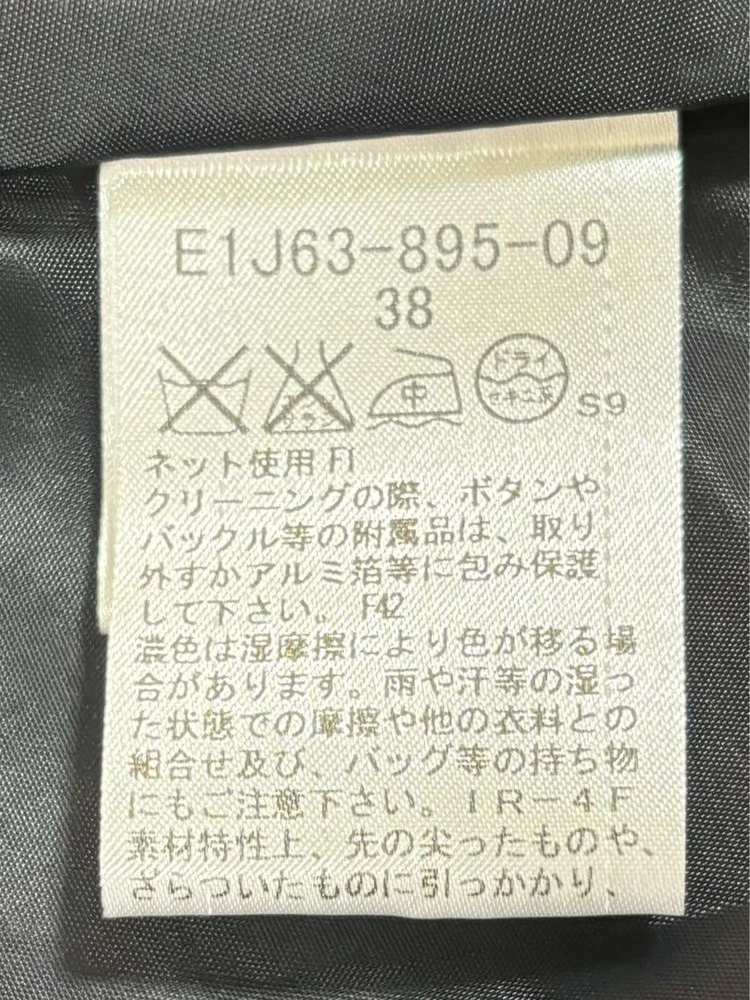 E1J63-895-09
38
中
ドライ
セキユ系
S9
ネット使用 F1
クリーニングの際、ボタンや
バックル等の附属品は、取り
外すかアルミ箔等に包み保護
して下さい。 F42
濃色は湿摩擦により色が移る場
合があります。雨や汗等の湿っ
た状態での摩擦や他の衣料との
組合せ及び、バッグ等の持ち物
にもご注意下さい。IR-4F
素材特性上、先の尖ったものや、
ざらついたものに引っかかり、